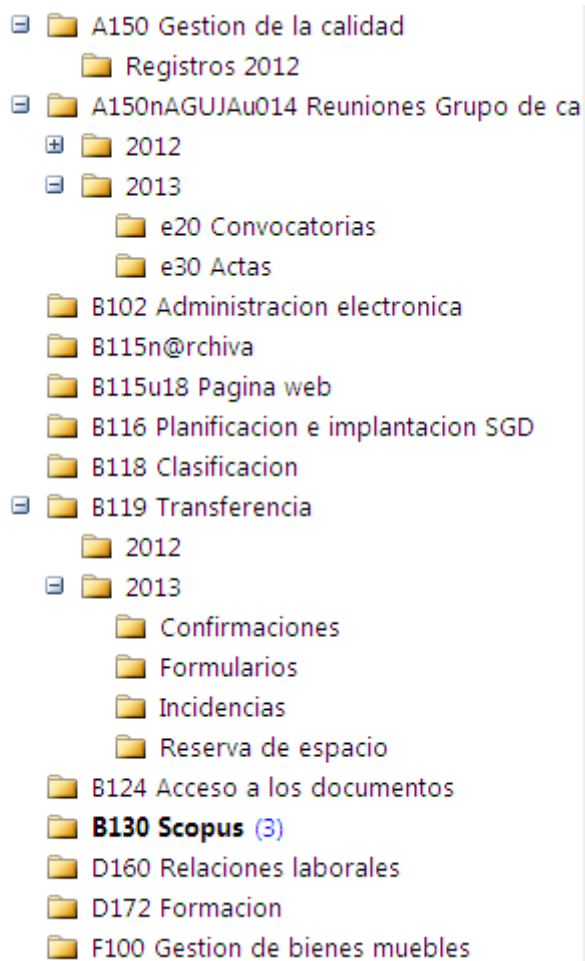 A150 Gestion de la calidad
Registros 2012
A150nAGUJAu014 Reuniones Grupo de ca
2012
2013
e20 Convocatorias
e30 Actas
B102 Administracion electronica
B115n@rchiva
B115u18 Pagina web
B116 Planificacion e implantacion SGD
B118 Clasificacion
B119 Transferencia
2012
2013
Confirmaciones
Formularios
Incidencias
Reserva de espacio
B124 Acceso a los documentos
B130 Scopus (3)
D160 Relaciones laborales
D172 Formacion
F100 Gestion de bienes muebles